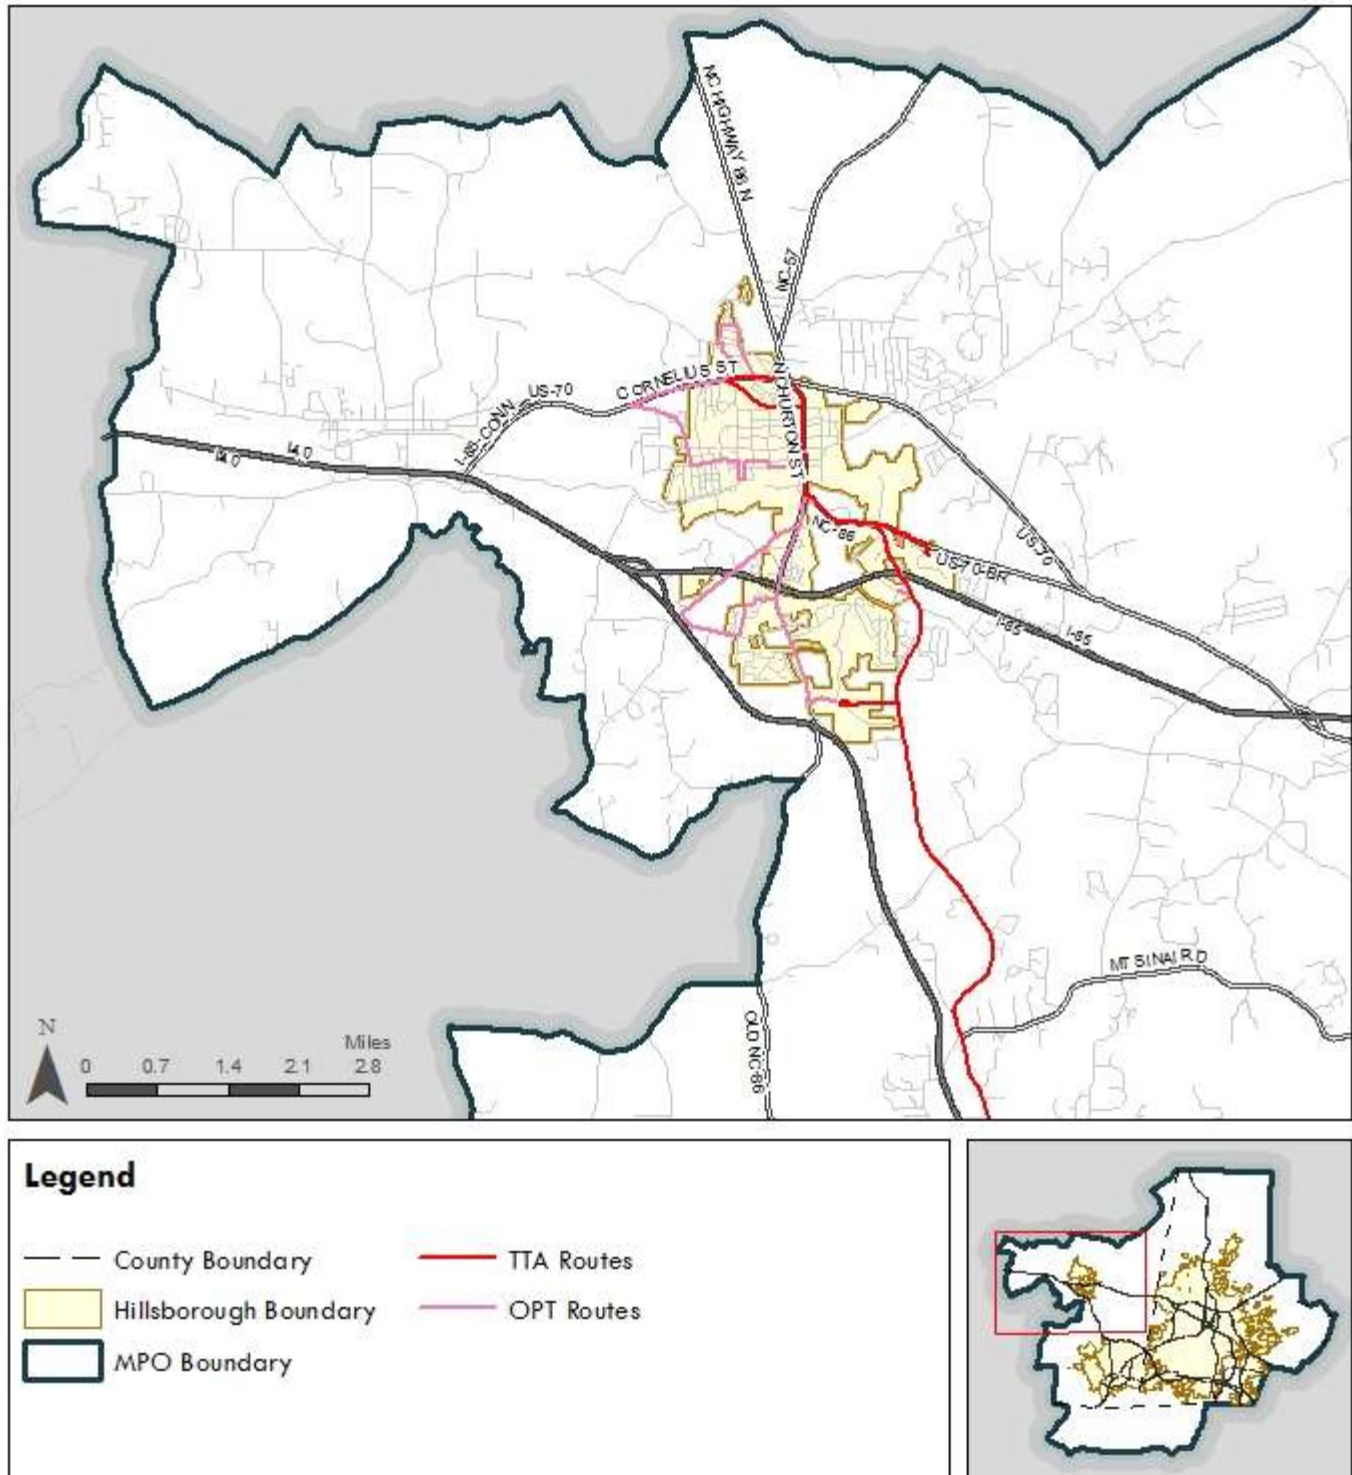 NC HIGHWAY 86 N
NC-57
CORNELIUS ST
US-70
I-85-CONN
N CHURTON ST
I40
I40
NC-86
US-70-BR
US-70
I-85
I-85
MT SINAI RD
OLD NC-86
N
Miles
0 0.7 1.4 2.1 2.8
Legend
County Boundary
TTA Routes
Hillsborough Boundary
OPT Routes
MPO Boundary